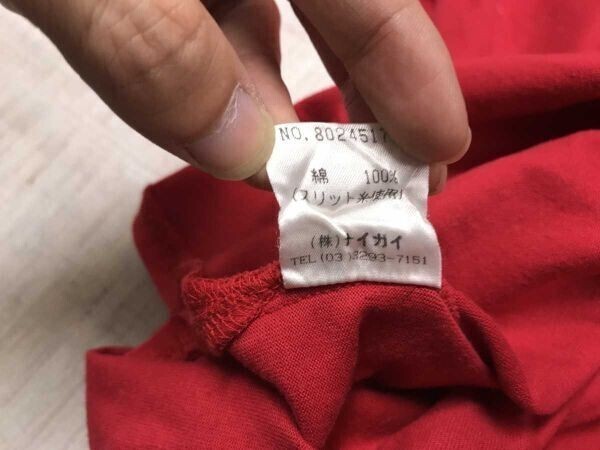 NO. 8024517
綿 100%
(スリット糸使用)
(株)ナイガイ
TEL(03)3293-7151